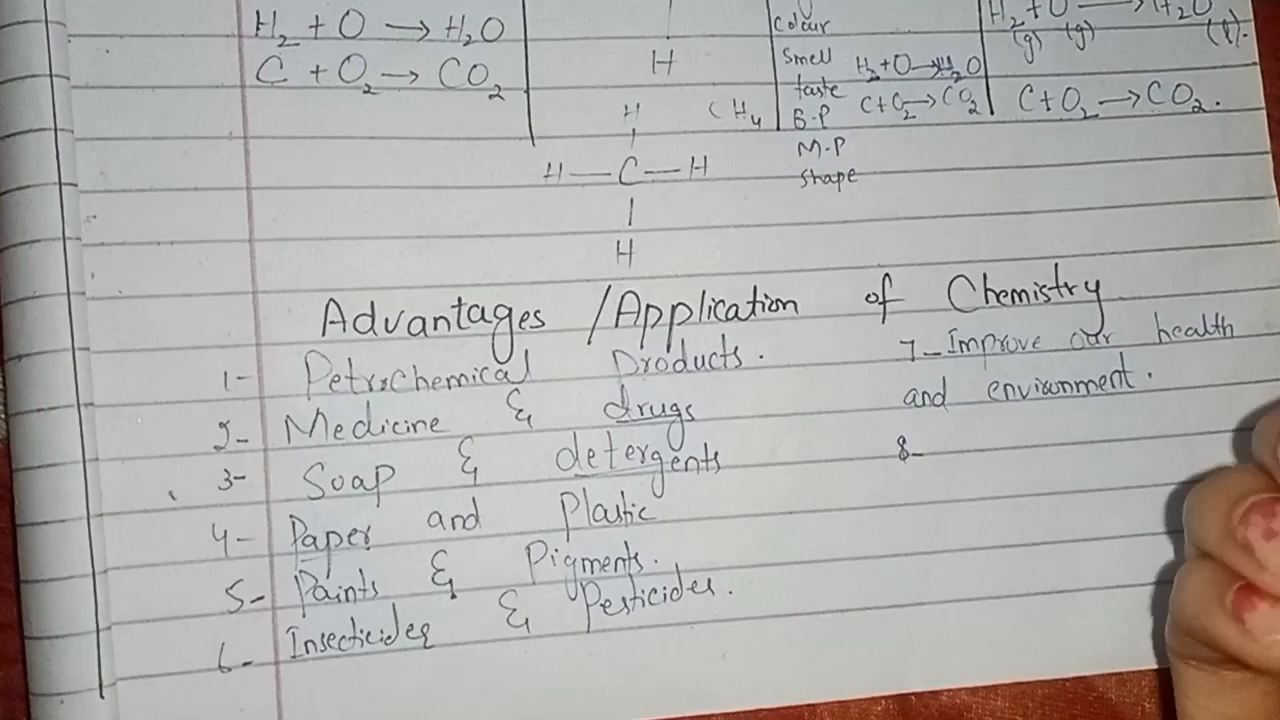 H₂ + O → H₂O
C + O₂ → CO₂
H
H
CH₄
H — C — H
H
Colour
Smell
taste
B.P
M.P
Shape
H₂+O→H₂O
C+O₂→CO₂
H₂+O → H₂O
(g) (g) (l).
C+O₂ → CO₂.
Advantages / Application of Chemistry
1- Petrochemical Products.
2- Medicine & drugs
3- Soap & detergents
4- Paper and Plastic
5- Paints & Pigments.
6- Insecticides & Pesticides.
7- Improve our health
and environment.
8-